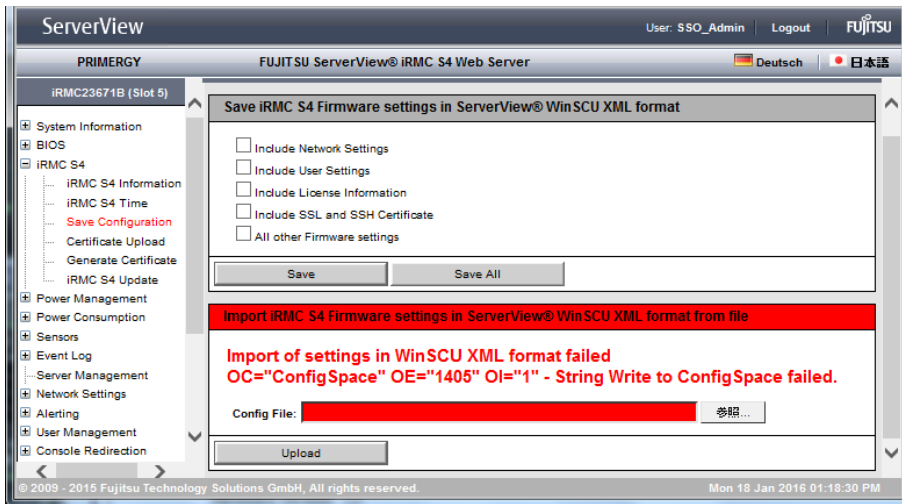 ServerView
User: SSO_Admin
Logout
FUJITSU
PRIMERGY
FUJITSU ServerView® iRMC S4 Web Server
Deutsch
日本語
iRMC23671B (Slot 5)
System Information
BIOS
iRMC S4
iRMC S4 Information
iRMC S4 Time
Save Configuration
Certificate Upload
Generate Certificate
iRMC S4 Update
Power Management
Power Consumption
Sensors
Event Log
Server Management
Network Settings
Alerting
User Management
Console Redirection
Save iRMC S4 Firmware settings in ServerView® WinSCU XML format
Include Network Settings
Include User Settings
Include License Information
Include SSL and SSH Certificate
All other Firmware settings
Save
Save All
Import iRMC S4 Firmware settings in ServerView® WinSCU XML format from file
Import of settings in WinSCU XML format failed
OC="ConfigSpace" OE="1405" OI="1" - String Write to ConfigSpace failed.
Config File:
参照...
Upload
© 2009 - 2015 Fujitsu Technology Solutions GmbH, All rights reserved.
Mon 18 Jan 2016 01:18:30 PM